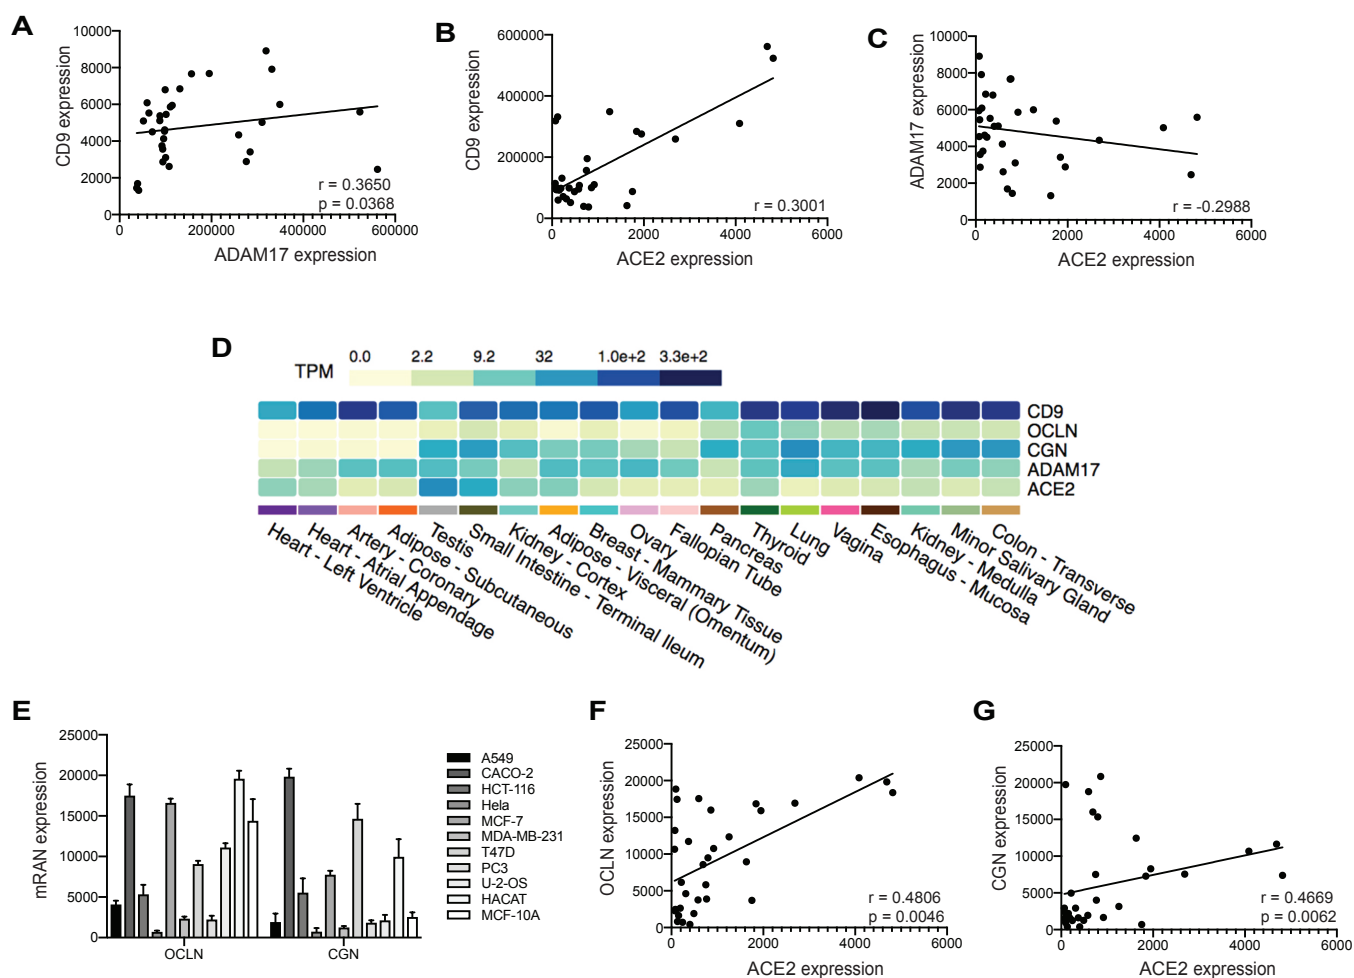 A
CD9 expression
10000
8000
6000
4000
2000
0
r = 0.3650
p = 0.0368
0 200000 400000 600000
ADAM17 expression
B
CD9 expression
600000
400000
200000
0
r = 0.3001
0 2000 4000 6000
ACE2 expression
C
ADAM17 expression
10000
8000
6000
4000
2000
0
r = -0.2988
0 2000 4000 6000
ACE2 expression
D
TPM
0.0 2.2 9.2 32 1.0e+2 3.3e+2
CD9
OCLN
CGN
ADAM17
ACE2
Heart - Left Ventricle
Heart - Atrial Appendage
Artery - Coronary
Adipose - Subcutaneous
Testis
Small Intestine - Terminal Ileum
Kidney - Cortex
Adipose - Visceral (Omentum)
Breast - Mammary Tissue
Ovary
Fallopian Tube
Pancreas
Thyroid
Lung
Vagina
Esophagus - Mucosa
Kidney - Medulla
Minor Salivary Gland
Colon - Transverse
E
mRAN expression
25000
20000
15000
10000
5000
0
OCLN CGN
A549
CACO-2
HCT-116
Hela
MCF-7
MDA-MB-231
T47D
PC3
U-2-OS
HACAT
MCF-10A
F
OCLN expression
25000
20000
15000
10000
5000
0
r = 0.4806
p = 0.0046
0 2000 4000 6000
ACE2 expression
G
CGN expression
25000
20000
15000
10000
5000
0
r = 0.4669
p = 0.0062
0 2000 4000 6000
ACE2 expression